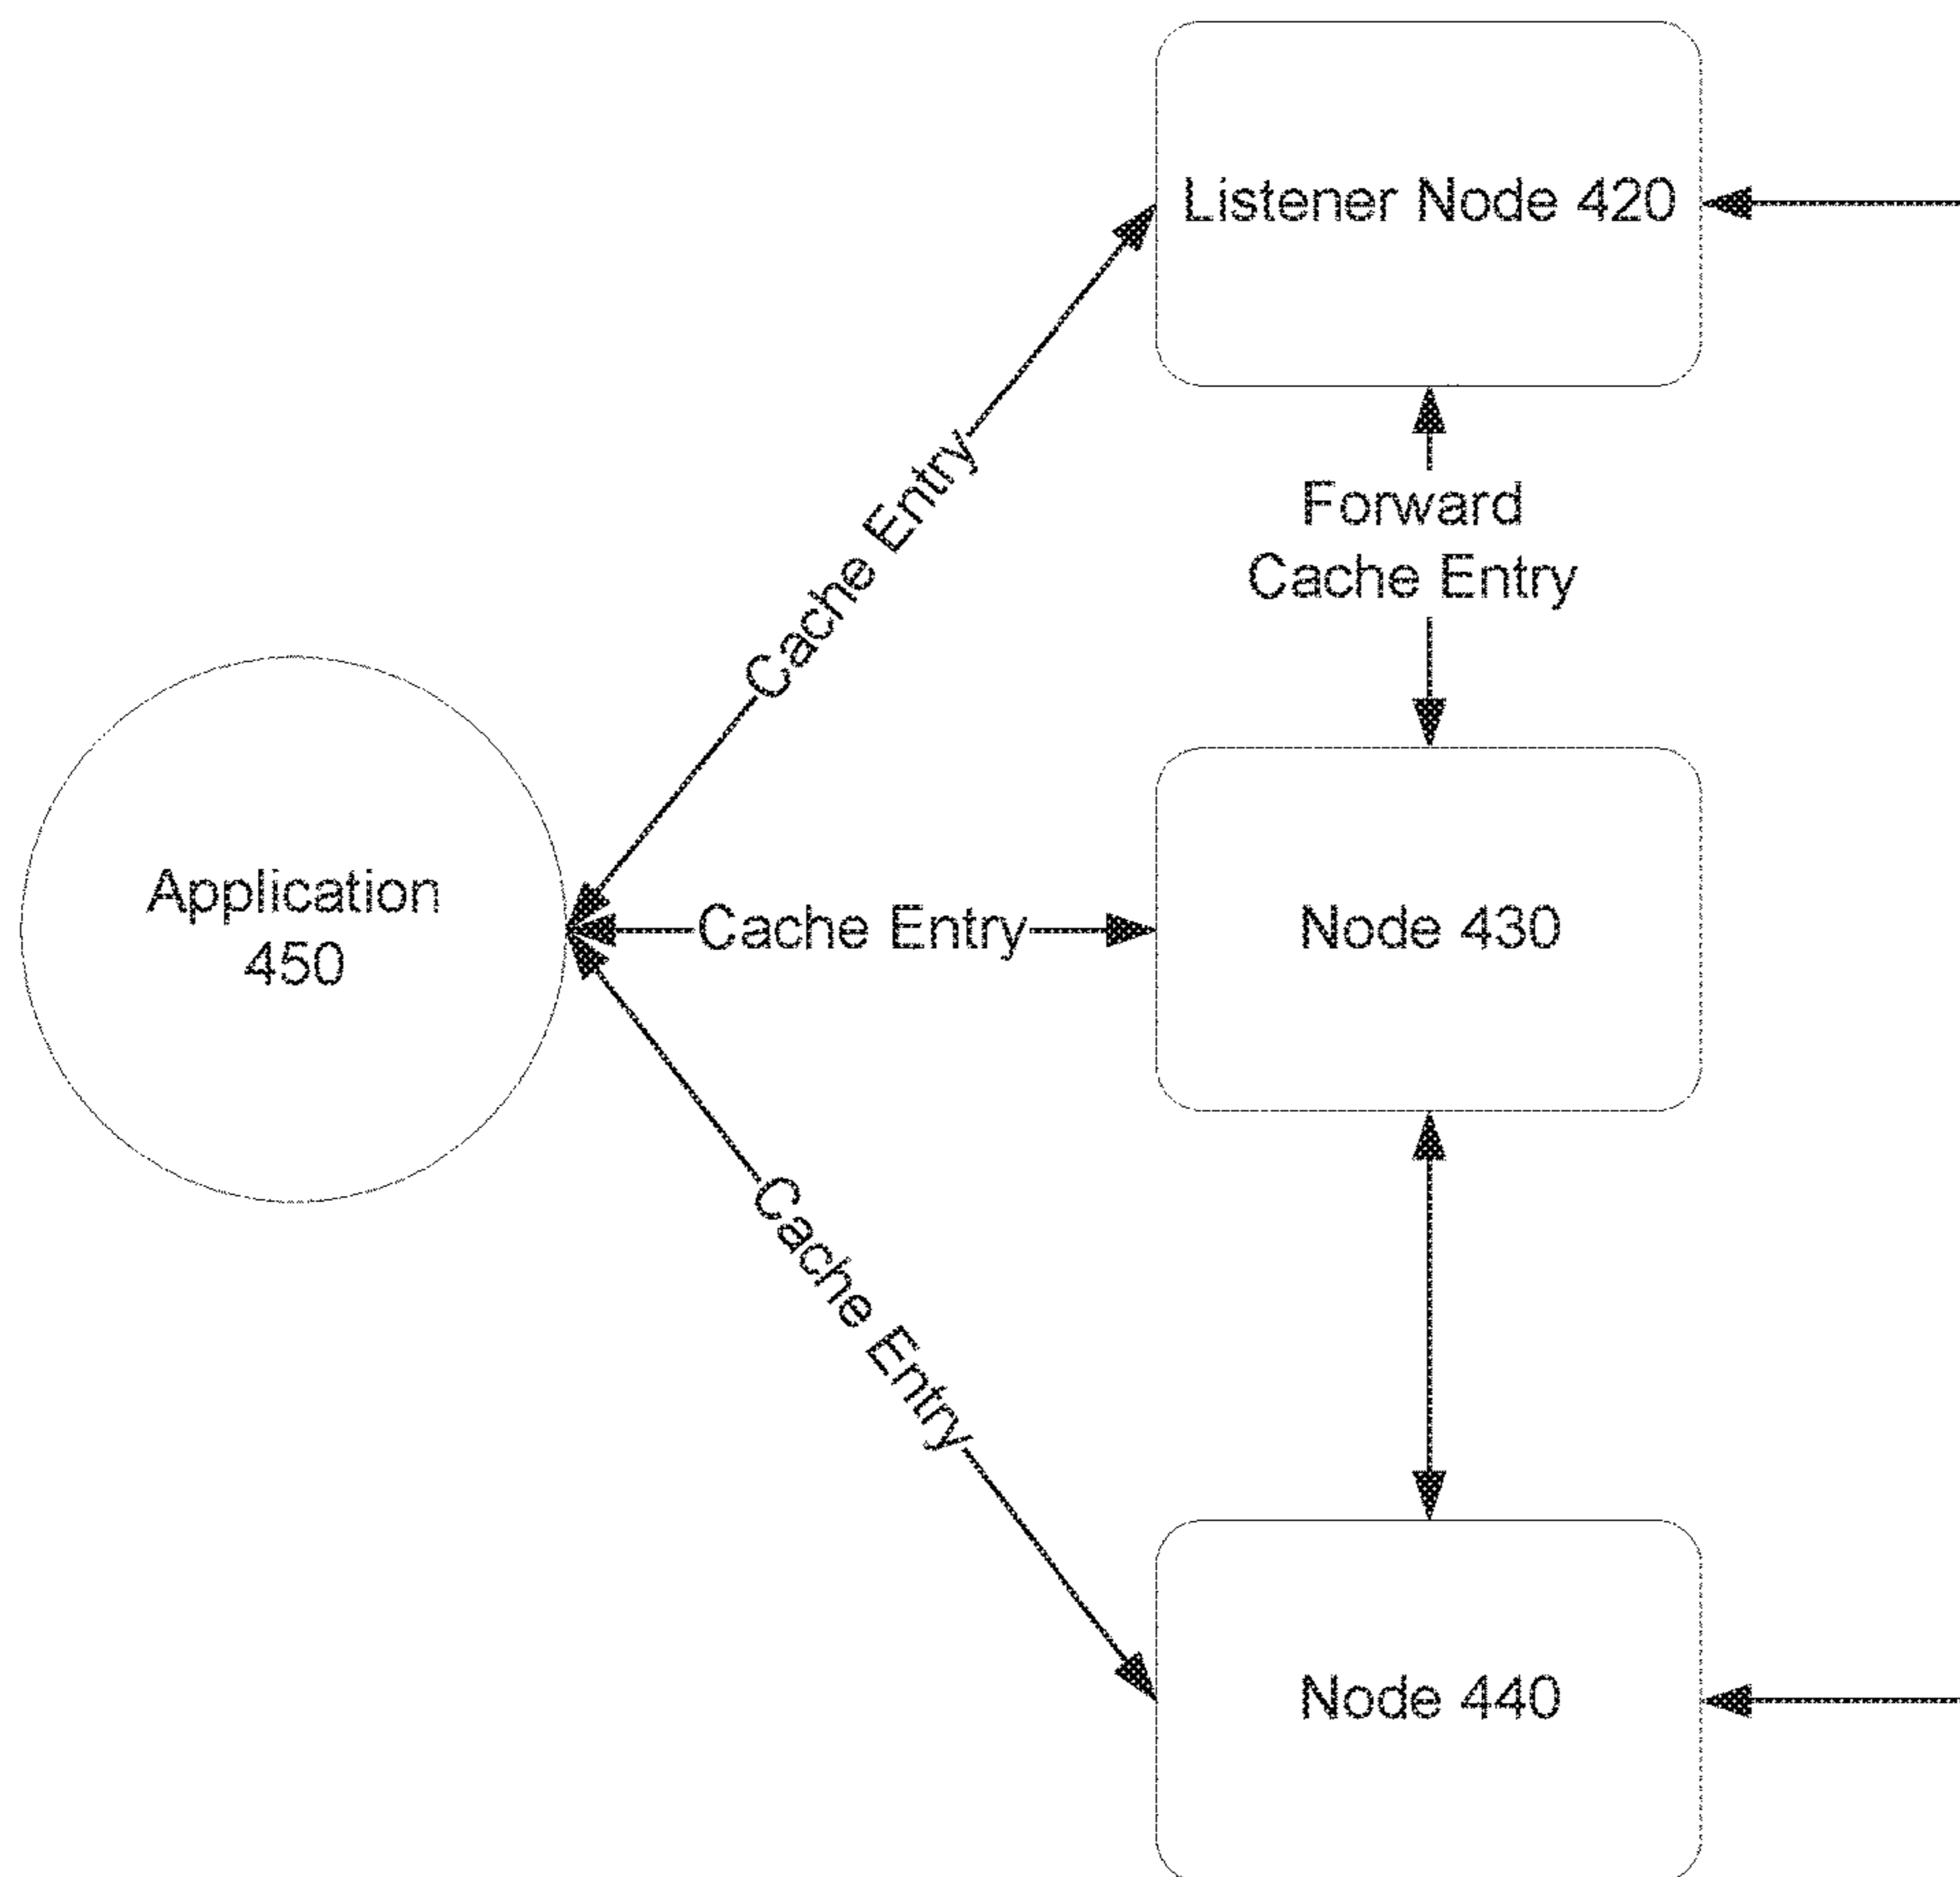 Listener Node 420
Forward
Cache Entry
Cache Entry
Application
450
Cache Entry
Node 430
Cache Entry
Node 440